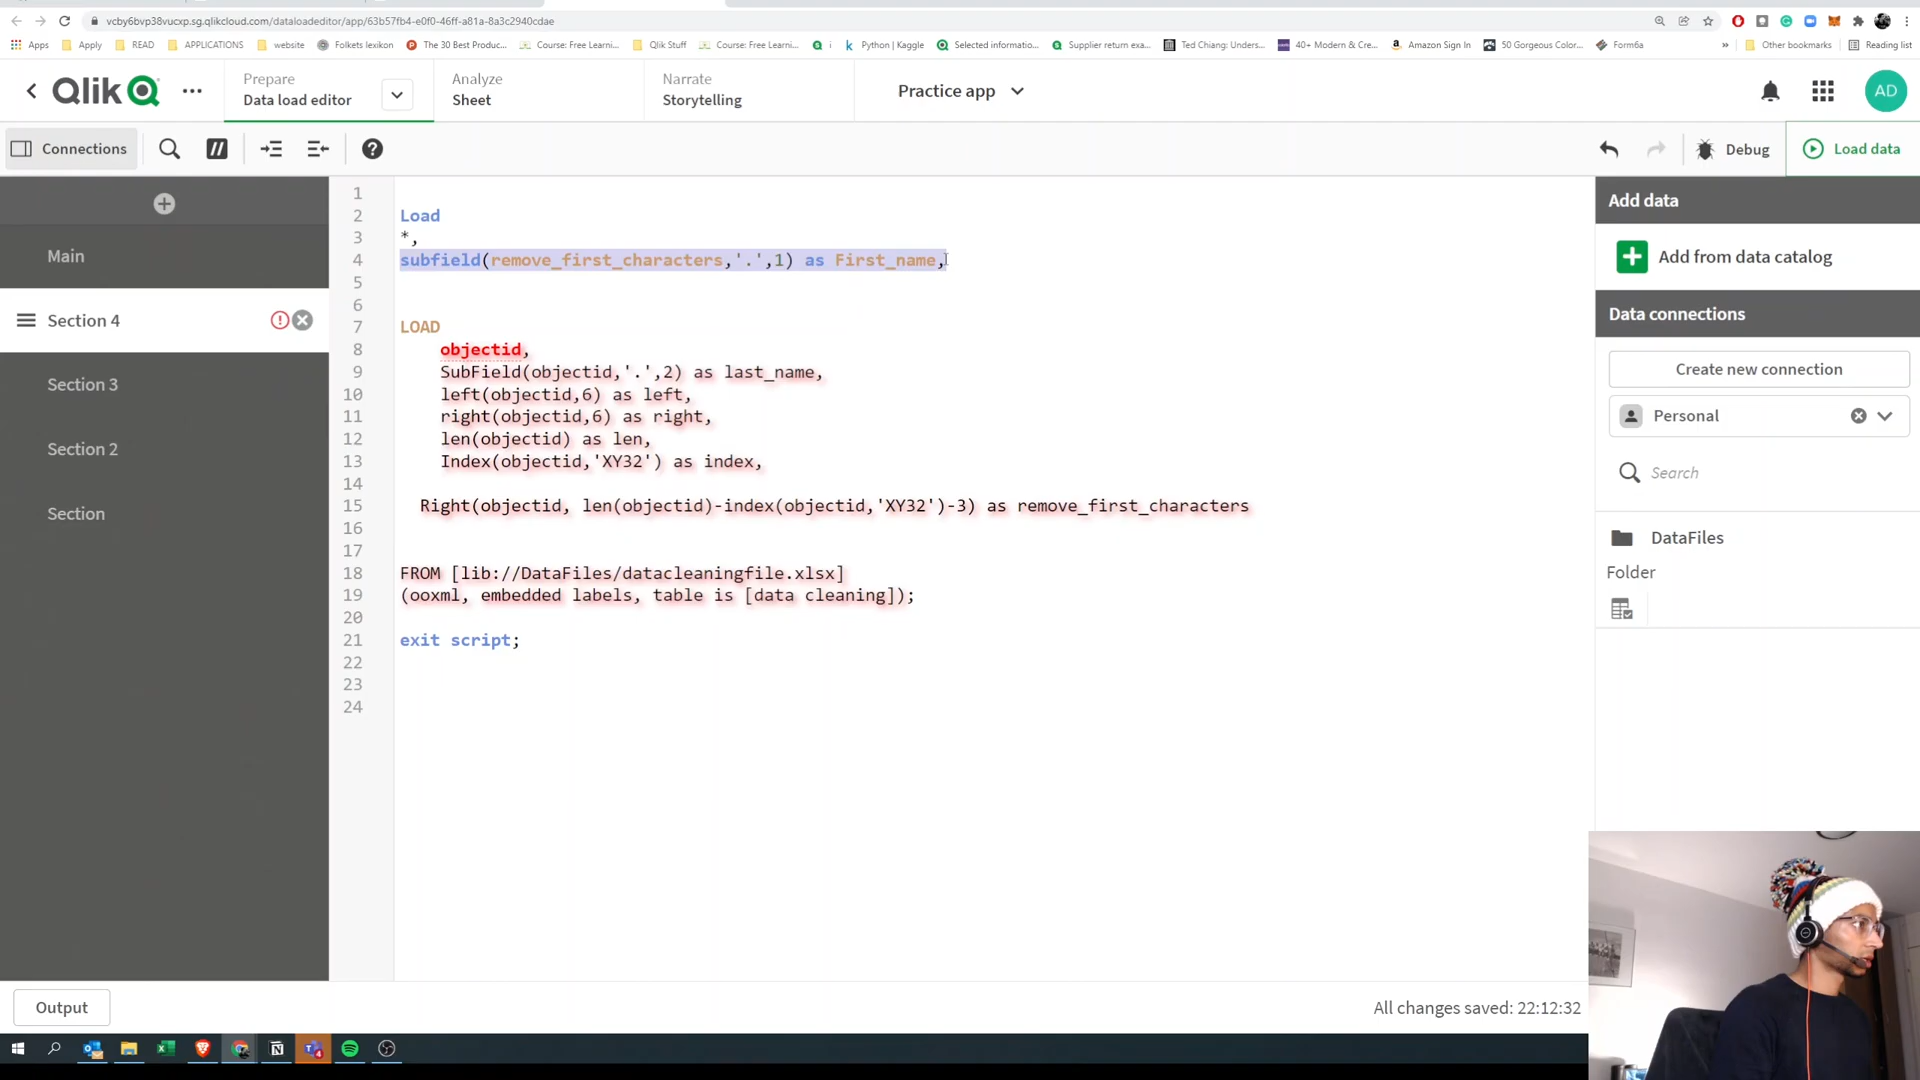 vcby6bvp38vucxp.sg.qlikcloud.com/dataloadeditor/app/63b57fb4-e0f0-46ff-a81a-8a3c2940cdae
Apps Apply READ APPLICATIONS website Folkets lexikon The 30 Best Produc... Course: Free Learni... Qlik Stuff Course: Free Learni... Python | Kaggle Selected informatio... Supplier return exa... Ted Chiang: Unders... 40+ Modern & Cre... Amazon Sign In 50 Gorgeous Color... Form6a » Other bookmarks Reading list
Qlik
Prepare
Data load editor
Analyze
Sheet
Narrate
Storytelling
Practice app
AD
Connections
Debug
Load data
Main
Section 4
Section 3
Section 2
Section
1
2 Load
3 *,
4 subfield(remove_first_characters,'.',1) as First_name,
5
6
7 LOAD
8 objectid,
9 SubField(objectid,'.',2) as last_name,
10 left(objectid,6) as left,
11 right(objectid,6) as right,
12 len(objectid) as len,
13 Index(objectid,'XY32') as index,
14
15 Right(objectid, len(objectid)-index(objectid,'XY32')-3) as remove_first_characters
16
17
18 FROM [lib://DataFiles/datacleaningfile.xlsx]
19 (ooxml, embedded labels, table is [data cleaning]);
20
21 exit script;
22
23
24
Add data
Add from data catalog
Data connections
Create new connection
Personal
Search
DataFiles
Folder
Output
All changes saved: 22:12:32